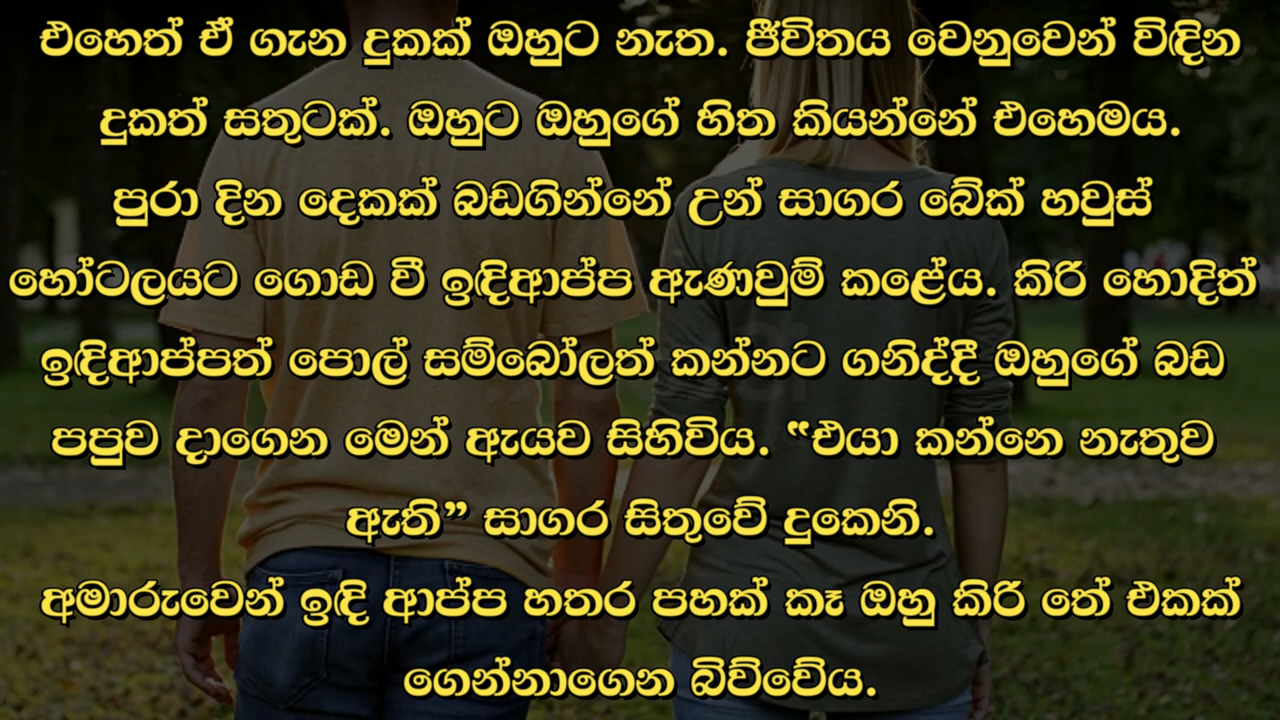 එහෙත් ඒ ගැන දුකක් ඔහුට නැත. ජීවිතය වෙනුවෙන් විඳින
දුකත් සතුටක්. ඔහුට ඔහුගේ හිත කියන්නේ එහෙමය.
පුරා දින දෙකක් බඩගින්නේ උන් සාගර බේක් හවුස්
හෝටලයට ගොඩ වී ඉඳිආප්ප ඇණවුම් කළේය. කිරි හොදිත්
ඉඳිආප්පත් පොල් සම්බෝලත් කන්නට ගනිද්දී ඔහුගේ බඩ
පපුව දාගෙන මෙන් ඇයව සිහිවිය. “එයා කන්නෙ නැතුව
ඇති” සාගර සිතුවේ දුකෙනි.
අමාරුවෙන් ඉඳි ආප්ප හතර පහක් කෑ ඔහු කිරි තේ එකක්
ගෙන්නාගෙන බිව්වේය.